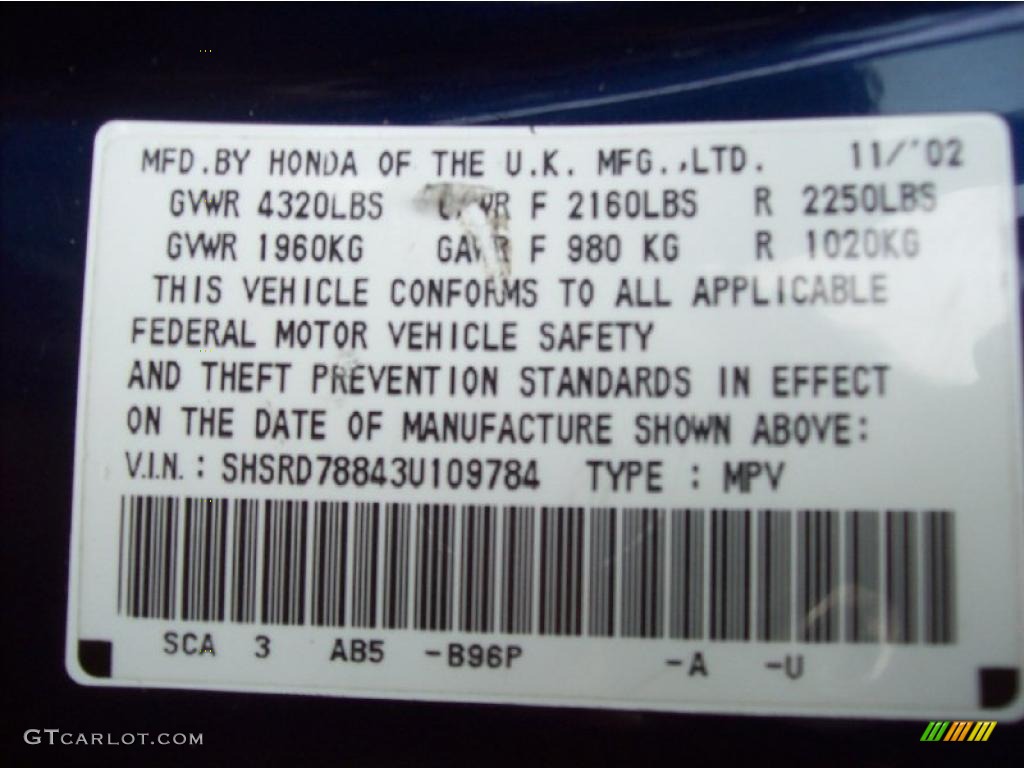 MFD.BY HONDA OF THE U.K. MFG.,LTD. 11/'02
GVWR 4320LBS GAWR F 2160LBS R 2250LBS
GVWR 1960KG GAWR F 980 KG R 1020KG
THIS VEHICLE CONFORMS TO ALL APPLICABLE
FEDERAL MOTOR VEHICLE SAFETY
AND THEFT PREVENTION STANDARDS IN EFFECT
ON THE DATE OF MANUFACTURE SHOWN ABOVE:
V.I.N.: SHSRD78843U109784 TYPE : MPV
SCA 3 AB5 -B96P -A -U
GTCARLOT.COM